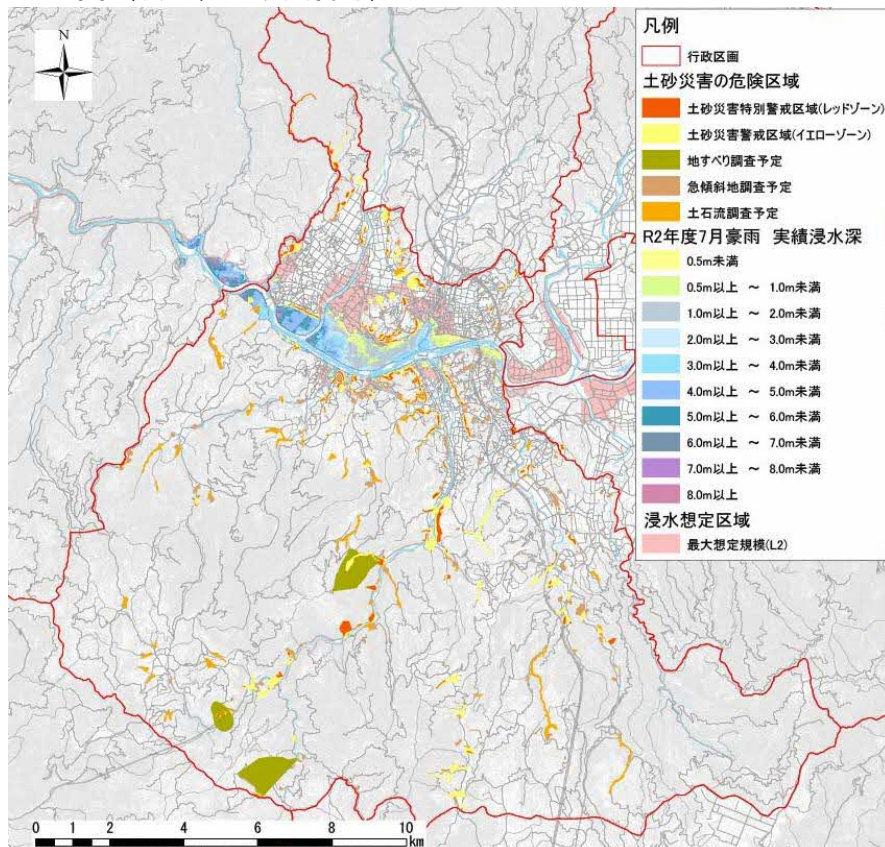 N
凡例
行政区画
土砂災害の危険区域
土砂災害特別警戒区域(レッドゾーン)
土砂災害警戒区域(イエローゾーン)
地すべり調査予定
急傾斜地調査予定
土石流調査予定
R2年度7月豪雨 実績浸水深
0.5m未満
0.5m以上 ～ 1.0m未満
1.0m以上 ～ 2.0m未満
2.0m以上 ～ 3.0m未満
3.0m以上 ～ 4.0m未満
4.0m以上 ～ 5.0m未満
5.0m以上 ～ 6.0m未満
6.0m以上 ～ 7.0m未満
7.0m以上 ～ 8.0m未満
8.0m以上
浸水想定区域
最大想定規模(L2)
0 1 2 4 6 8 10
km